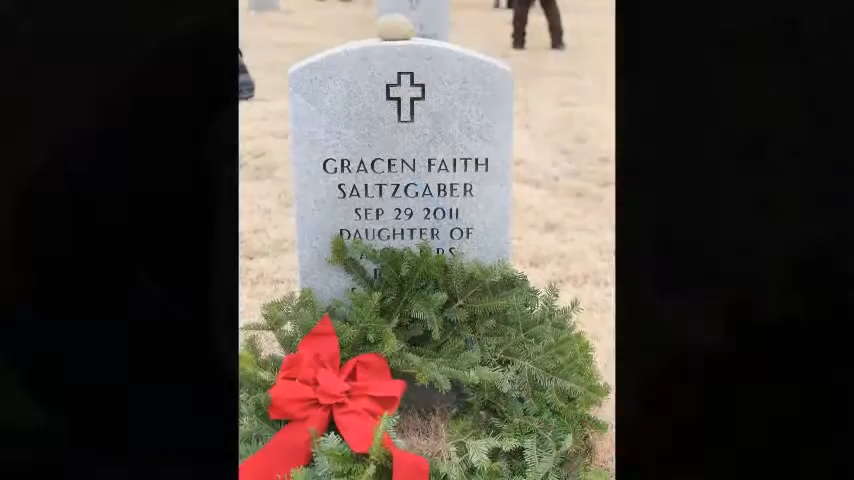 GRACEN FAITH
SALTZGABER
SEP 29 2011
DAUGHTER OF